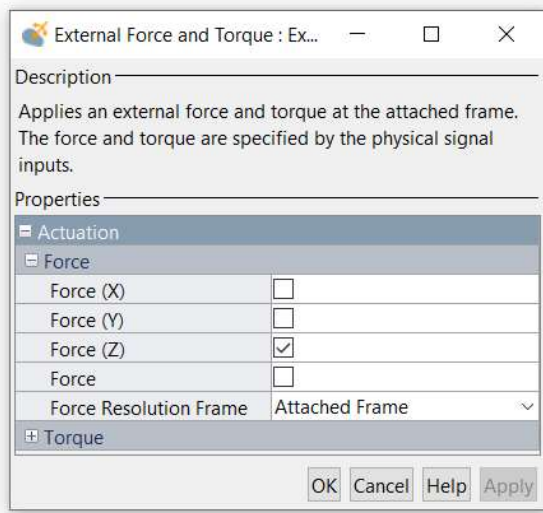 External Force and Torque : Ex...
Description
Applies an external force and torque at the attached frame.
The force and torque are specified by the physical signal
inputs.
Properties
Actuation
Force
Force (X)
Force (Y)
Force (Z)
Force
Force Resolution Frame Attached Frame
Torque
OK Cancel Help Apply